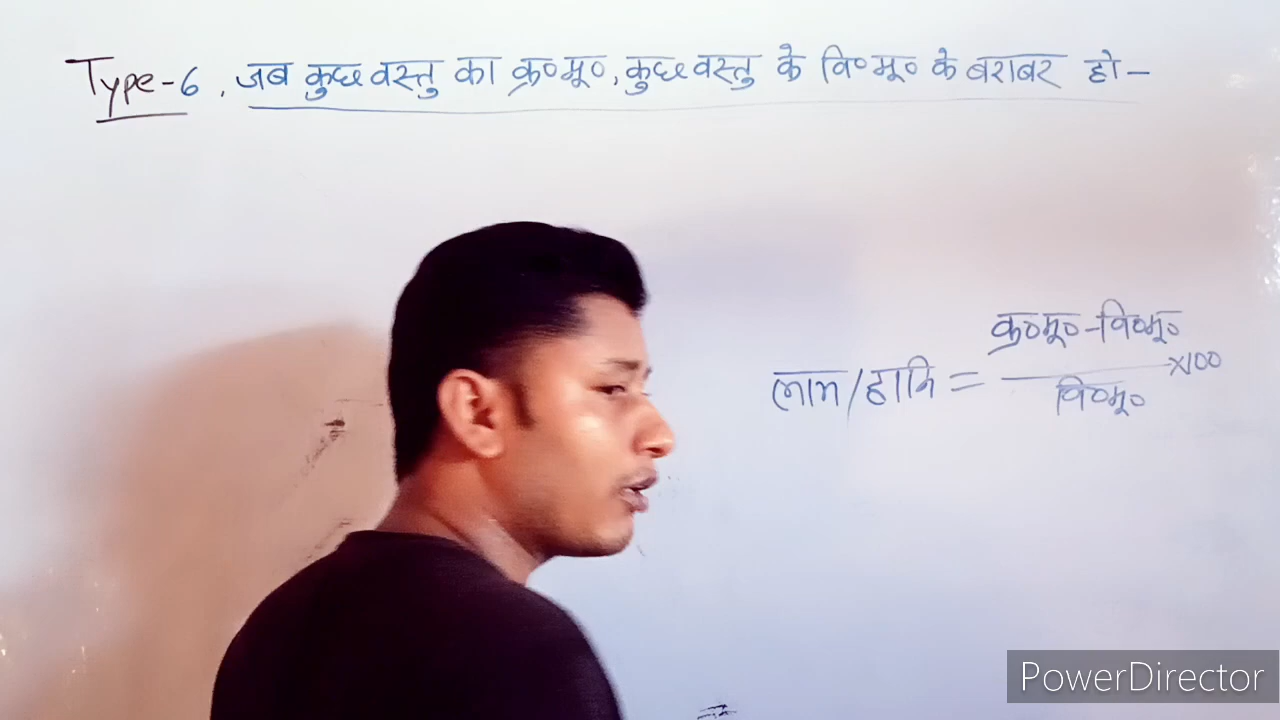 Type-6, जब कुछ वस्तु का क्र०मू०, कुछ वस्तु के वि०मू० के बराबर हो-
क्र०मू० - वि०मू०
लाभ/हानि = ×100
वि०मू०
PowerDirector